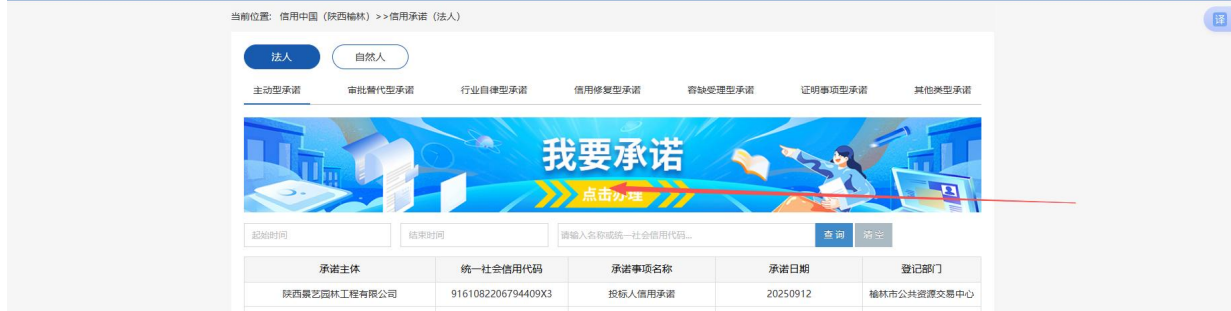 当前位置: 信用中国（陕西榆林）>>信用承诺（法人）
译
法人 自然人
主动型承诺 审批替代型承诺 行业自律型承诺 信用修复型承诺 容缺受理型承诺 证明事项型承诺 其他类型承诺
我要承诺
点击办理
起始时间 结束时间 请输入名称或统一社会信用代码... 查询 清空
承诺主体 统一社会信用代码 承诺事项名称 承诺日期 登记部门
陕西景艺园林工程有限公司 9161082206794409X3 投标人信用承诺 20250912 榆林市公共资源交易中心